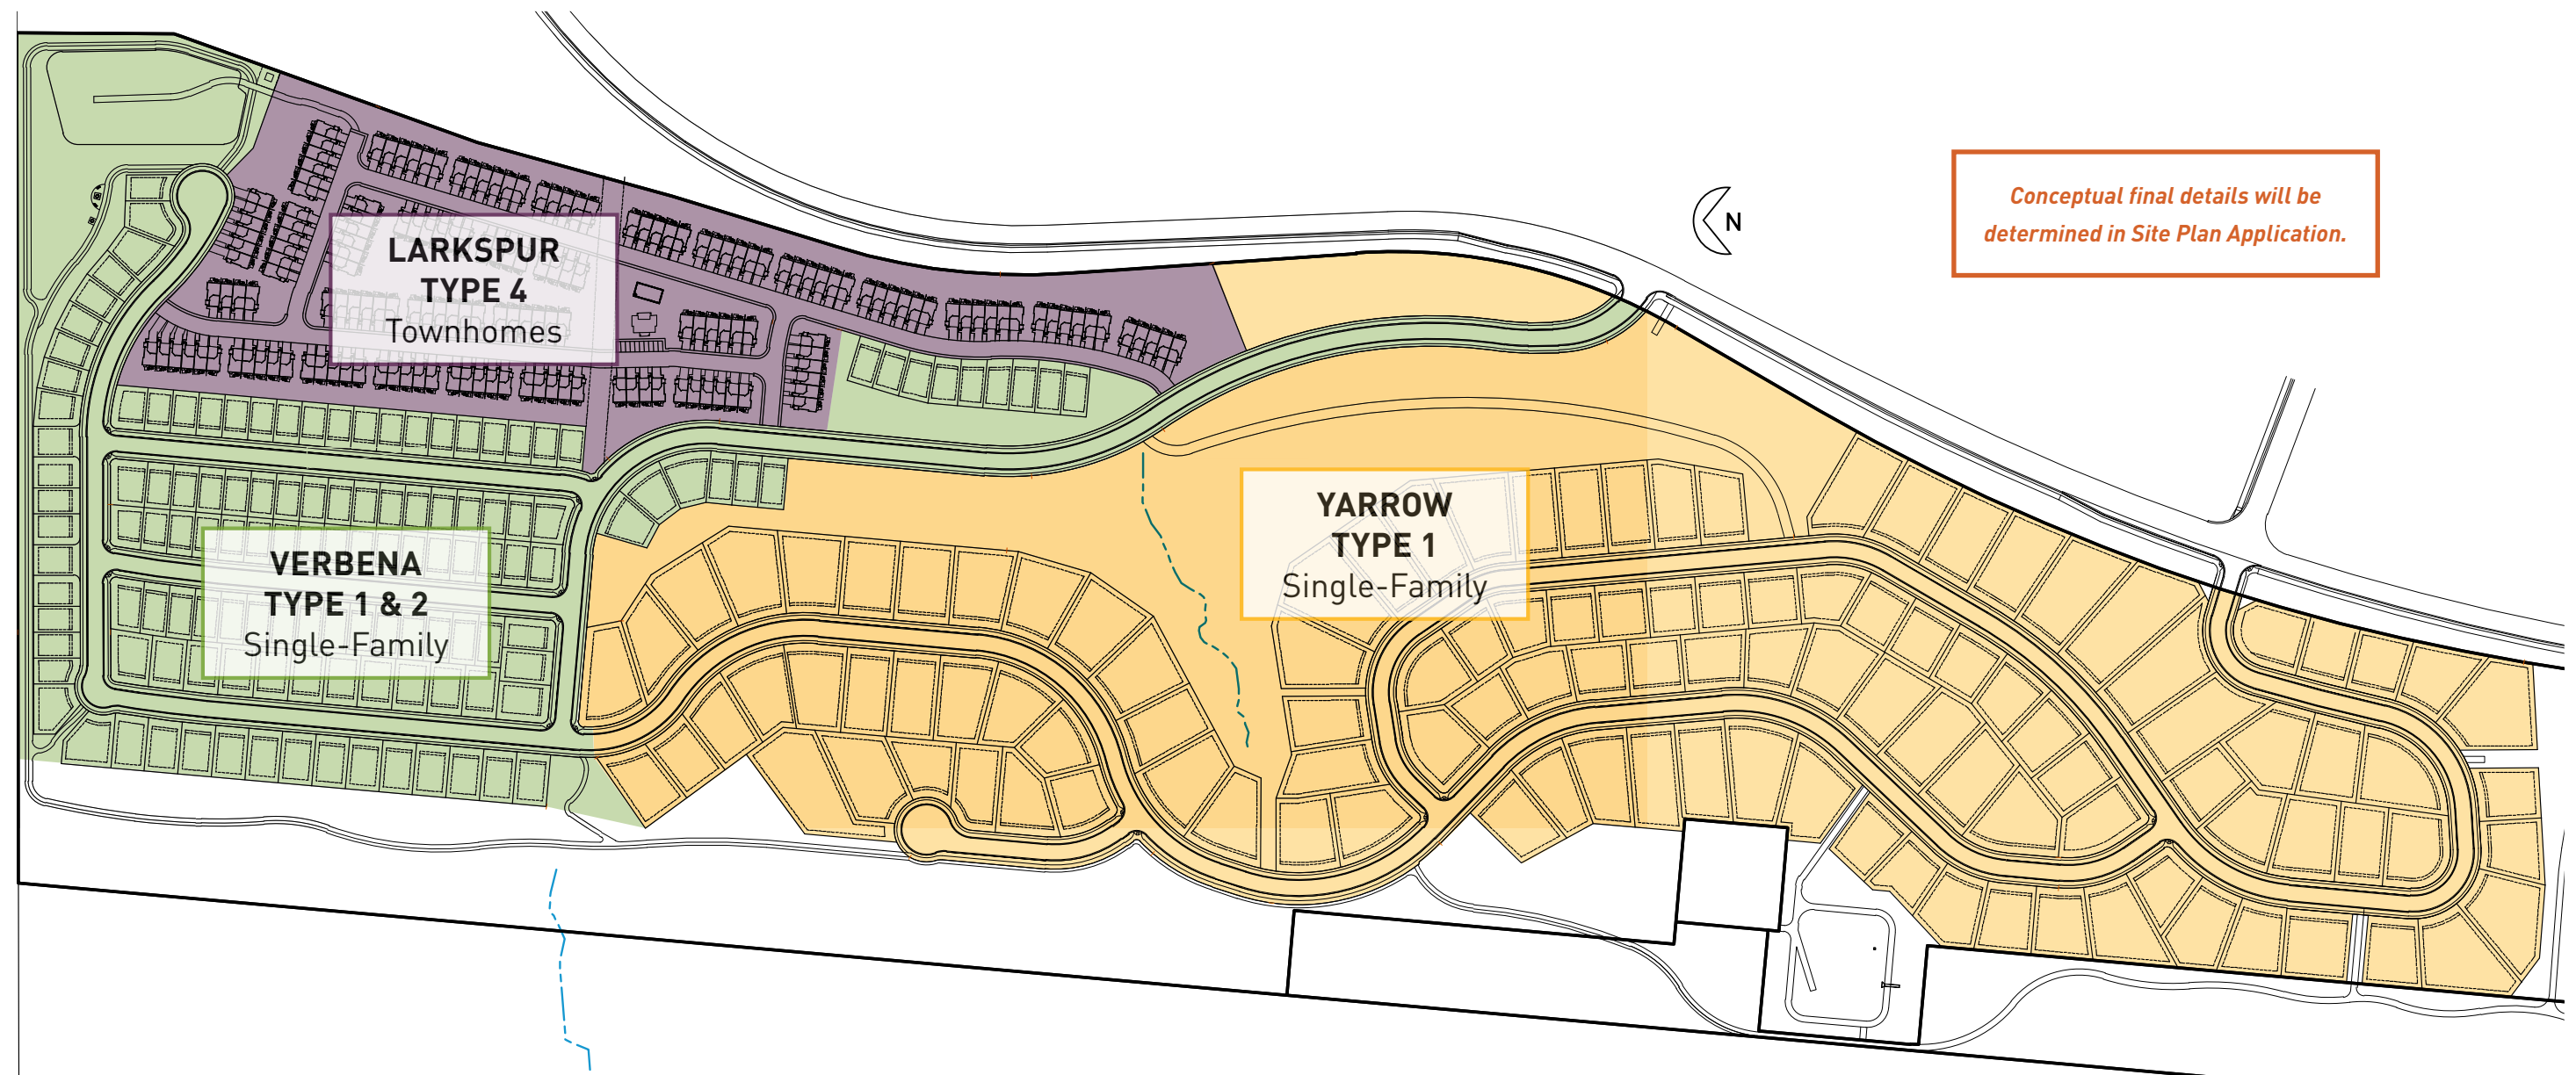 LARKSPUR
TYPE 4
Townhomes
N
Conceptual final details will be
determined in Site Plan Application.
VERBENA
TYPE 1 & 2
Single-Family
YARROW
TYPE 1
Single-Family